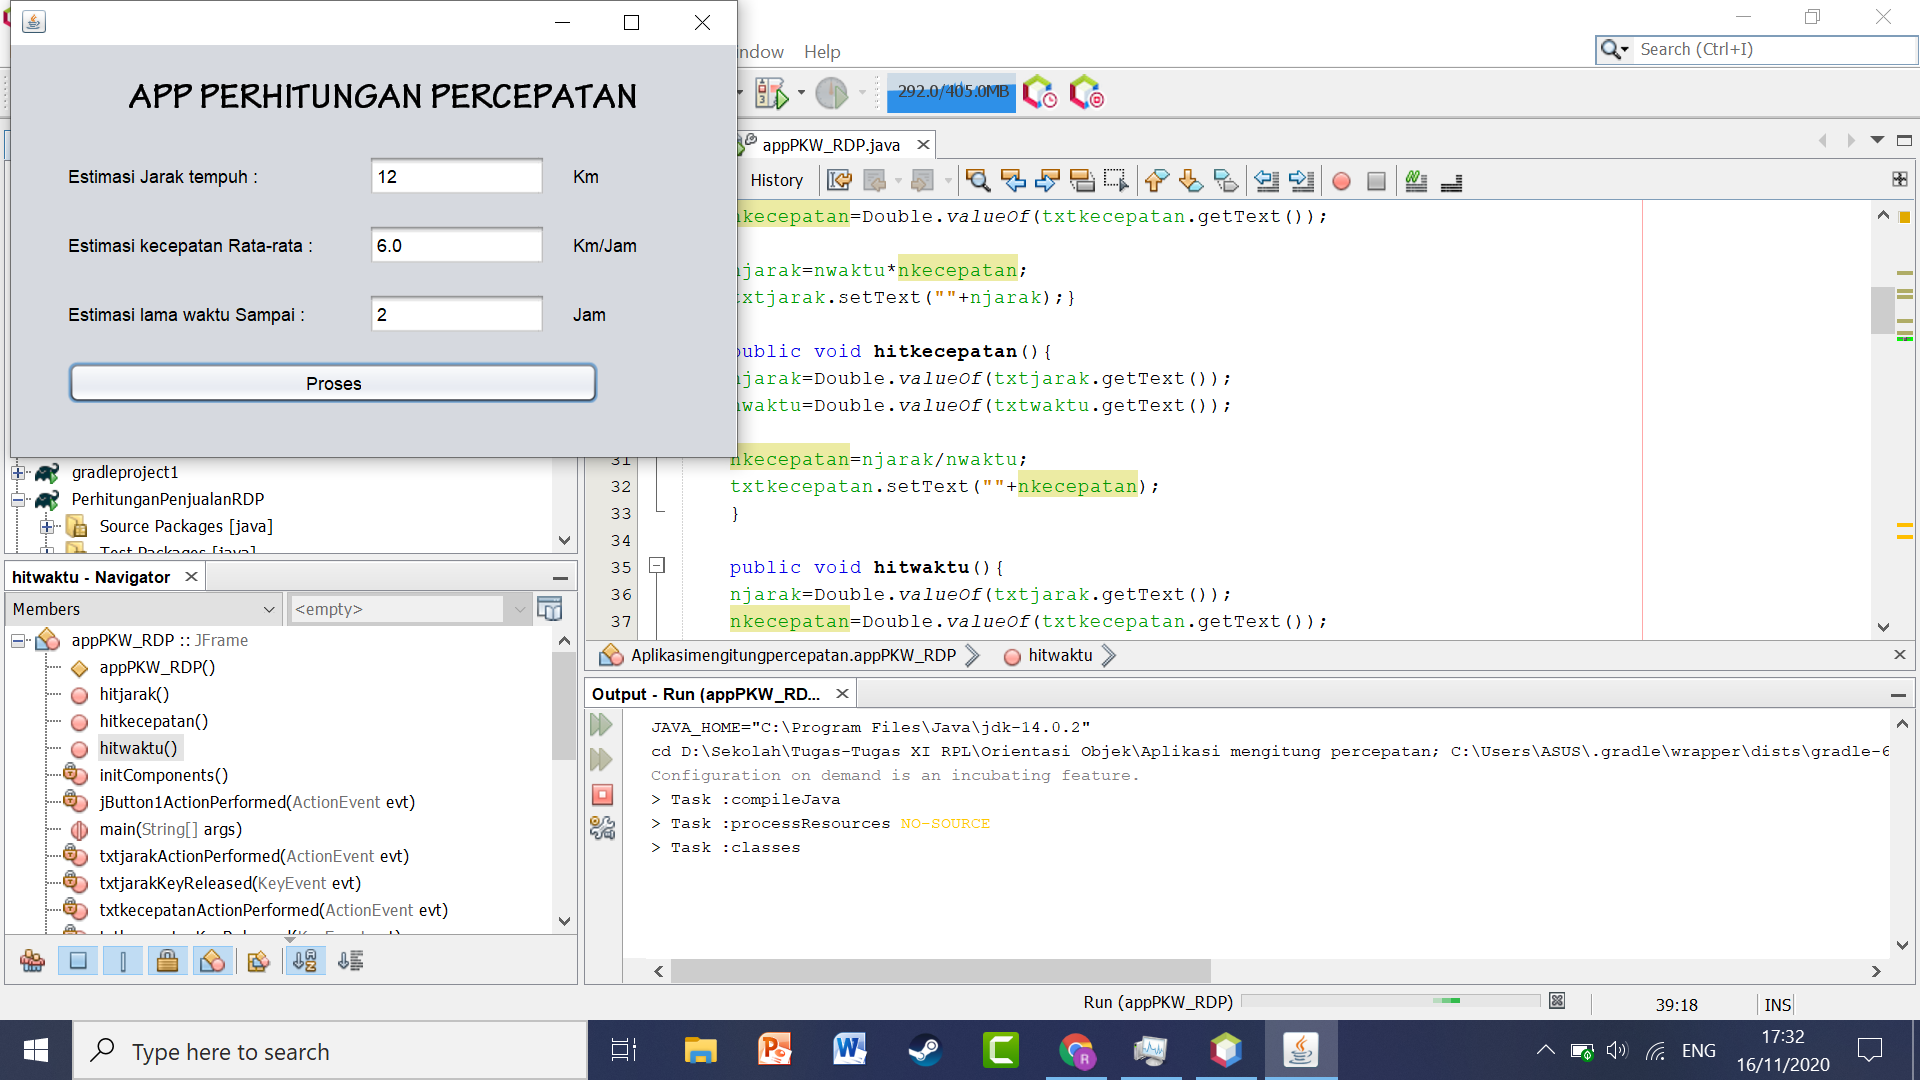 APP PERHITUNGAN PERCEPATAN
Estimasi Jarak tempuh : 12 Km
Estimasi kecepatan Rata-rata : 6.0 Km/Jam
Estimasi lama waktu Sampai : 2 Jam
Proses
Help
Search (Ctrl+I)
292.0/405.0MB
appPKW_RDP.java
History
nkecepatan=Double.valueOf(txtkecepatan.getText());
njarak=nwaktu*nkecepatan;
txtjarak.setText(""+njarak);}
public void hitkecepatan(){
njarak=Double.valueOf(txtjarak.getText());
nwaktu=Double.valueOf(txtwaktu.getText());
31 nkecepatan=njarak/nwaktu;
32 txtkecepatan.setText(""+nkecepatan);
33 }
34
35 public void hitwaktu(){
36 njarak=Double.valueOf(txtjarak.getText());
37 nkecepatan=Double.valueOf(txtkecepatan.getText());
Aplikasimengitungpercepatan.appPKW_RDP hitwaktu
gradleproject1
PerhitunganPenjualanRDP
Source Packages [java]
Test Packages [java]
hitwaktu - Navigator
Members <empty>
appPKW_RDP :: JFrame
appPKW_RDP()
hitjarak()
hitkecepatan()
hitwaktu()
initComponents()
jButton1ActionPerformed(ActionEvent evt)
main(String[] args)
txtjarakActionPerformed(ActionEvent evt)
txtjarakKeyReleased(KeyEvent evt)
txtkecepatanActionPerformed(ActionEvent evt)
Output - Run (appPKW_RD...
JAVA_HOME="C:\Program Files\Java\jdk-14.0.2"
cd D:\Sekolah\Tugas-Tugas XI RPL\Orientasi Objek\Aplikasi mengitung percepatan; C:\Users\ASUS\.gradle\wrapper\dists\gradle-6
Configuration on demand is an incubating feature.
> Task :compileJava
> Task :processResources NO-SOURCE
> Task :classes
Run (appPKW_RDP)
39:18 INS
Type here to search
ENG
17:32
16/11/2020